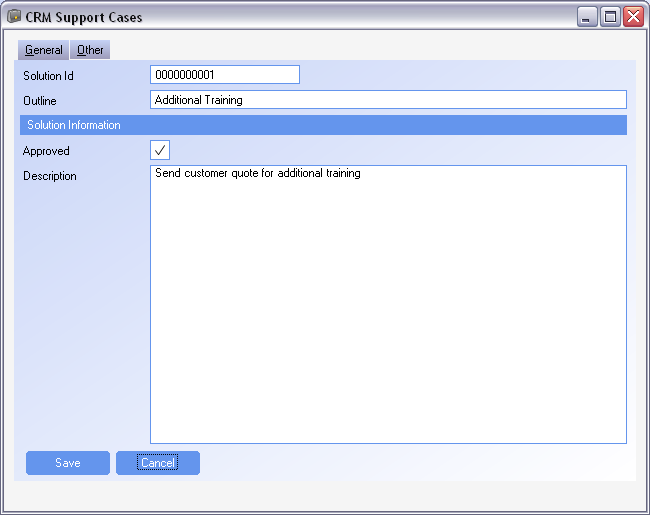 CRM Support Cases
General Other
Solution Id 0000000001
Outline Additional Training
Solution Information
Approved
Description Send customer quote for additional training
Save Cancel